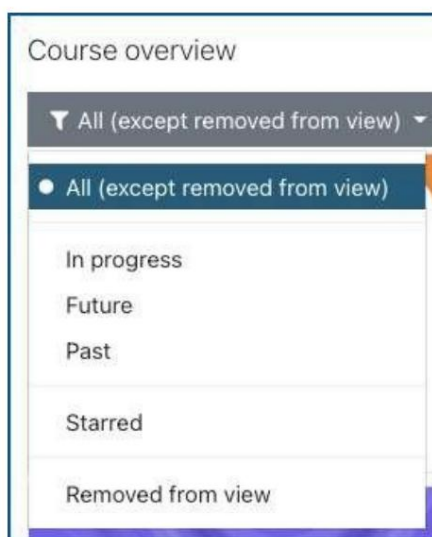 Course overview
All (except removed from view)
All (except removed from view)
In progress
Future
Past
Starred
Removed from view